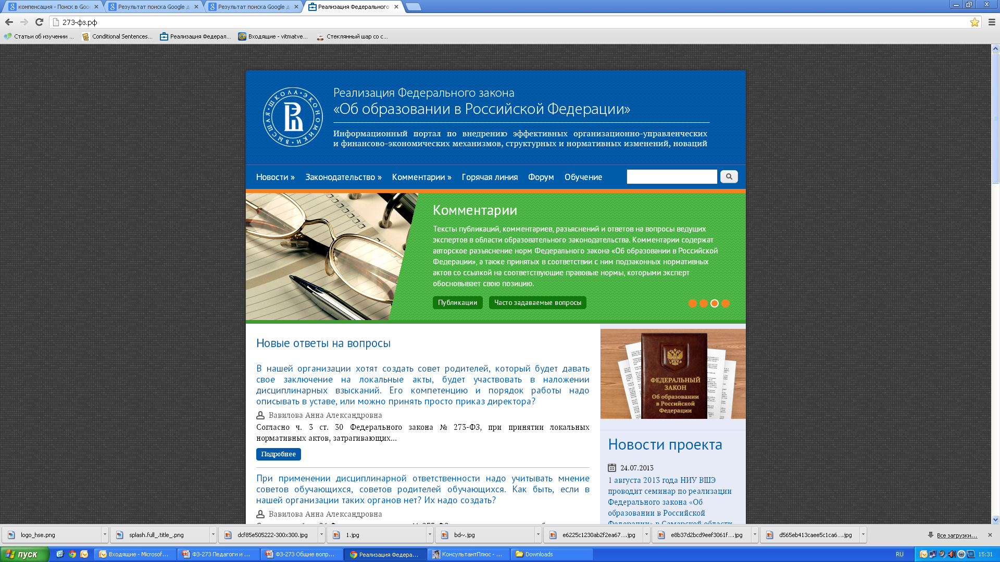 компенсация - Поиск в Goo
Результат поиска Google д
Результат поиска Google д
Реализация Федерального
273-фз.рф
Статьи об изучении ...
Conditional Sentences...
Реализация Федерал...
Входящие - vitmatve...
Стеклянный шар со с...
ВЫСШАЯ • ШКОЛА • ЭКОНОМИКИ •
Реализация Федерального закона
«Об образовании в Российской Федерации»
Информационный портал по внедрению эффективных организационно-управленческих
и финансово-экономических механизмов, структурных и нормативных изменений, новаций
Новости »
Законодательство »
Комментарии »
Горячая линия
Форум
Обучение
Комментарии
Тексты публикаций, комментариев, разъяснений и ответов на вопросы ведущих
экспертов в области образовательного законодательства. Комментарии содержат
авторское разъяснение норм Федерального закона «Об образовании в Российской
Федерации», а также принятых в соответствии с ним подзаконных нормативных
актов со ссылкой на соответствующие правовые нормы, которыми эксперт
обосновывает свою позицию.
Публикации
Часто задаваемые вопросы
Новые ответы на вопросы
В нашей организации хотят создать совет родителей, который будет давать
свое заключение на локальные акты, будет участвовать в наложении
дисциплинарных взысканий. Его компетенцию и порядок работы надо
описывать в уставе, или можно принять просто приказ директора?
Вавилова Анна Александровна
Согласно ч. 3 ст. 30 Федерального закона № 273-ФЗ, при принятии локальных
нормативных актов, затрагивающих...
Подробнее
При применении дисциплинарной ответственности надо учитывать мнение
советов обучающихся, советов родителей обучающихся. Как быть, если в
нашей организации таких органов нет? Их надо создать?
Вавилова Анна Александровна
ФЕДЕРАЛЬНЫЙ
ЗАКОН
Об образовании
в Российской
Федерации
Новости проекта
24.07.2013
1 августа 2013 года НИУ ВШЭ
проводит семинар по реализации
Федерального закона «Об
образовании в Российской
Федерации» в Самарской области
logo_hse.png
splash.full_.title_.png
dcf85e505222-300x300.jpg
1.jpg
bd~.jpg
e6225c1230ab2f2ea67....jpg
e8b37d2bcd9eef3061f....jpg
d565eb413caee5c1ca6....jpg
Все загрузки...
пуск
Входящие - Microsof...
ФЗ-273 Педагоги и ...
ФЗ-273 Общие вопр...
Реализация Федера...
КонсультантПлюс - ...
Downloads
RU
15:31